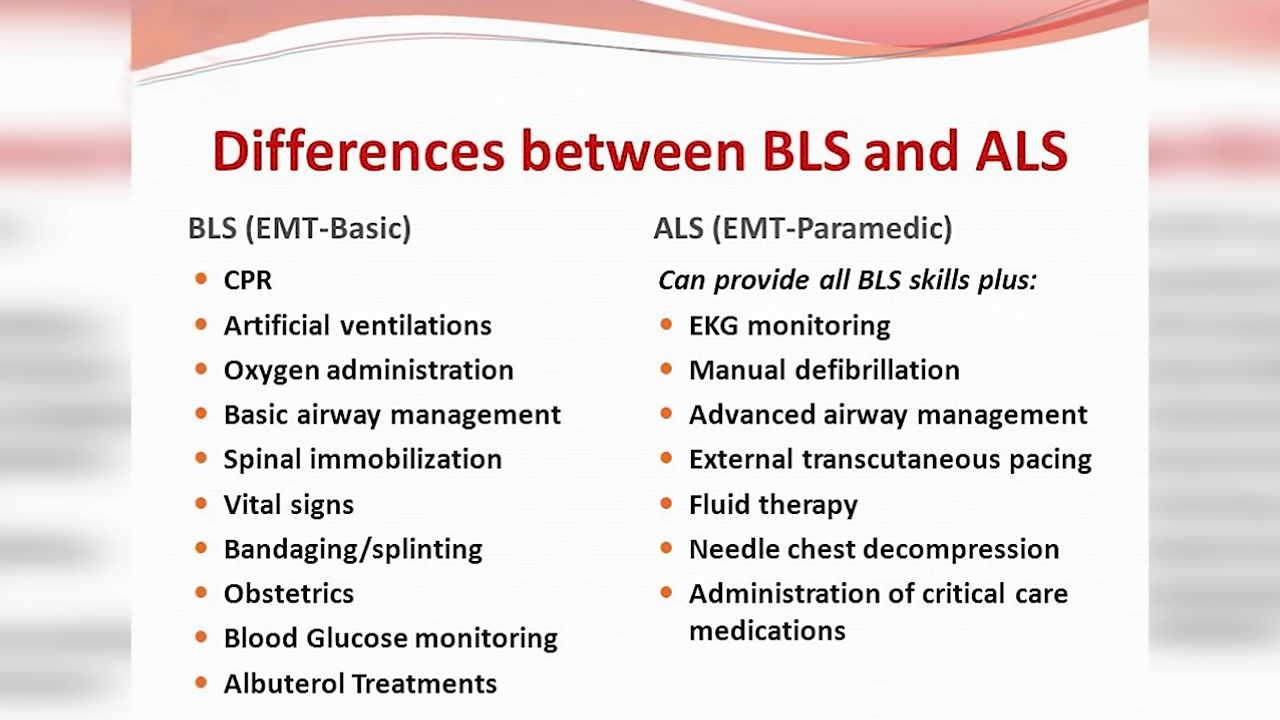 Differences between BLS and ALS
BLS (EMT-Basic)
• CPR
• Artificial ventilations
• Oxygen administration
• Basic airway management
• Spinal immobilization
• Vital signs
• Bandaging/splinting
• Obstetrics
• Blood Glucose monitoring
• Albuterol Treatments
ALS (EMT-Paramedic)
Can provide all BLS skills plus:
• EKG monitoring
• Manual defibrillation
• Advanced airway management
• External transcutaneous pacing
• Fluid therapy
• Needle chest decompression
• Administration of critical care
medications